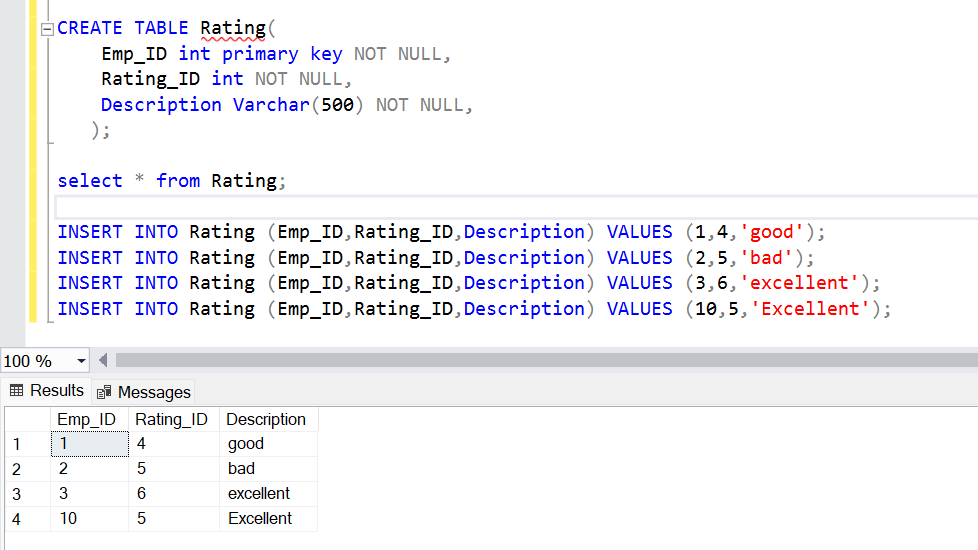 CREATE TABLE Rating(
Emp_ID int primary key NOT NULL,
Rating_ID int NOT NULL,
Description Varchar(500) NOT NULL,
);
select * from Rating;
INSERT INTO Rating (Emp_ID,Rating_ID,Description) VALUES (1,4,'good');
INSERT INTO Rating (Emp_ID,Rating_ID,Description) VALUES (2,5,'bad');
INSERT INTO Rating (Emp_ID,Rating_ID,Description) VALUES (3,6,'excellent');
INSERT INTO Rating (Emp_ID,Rating_ID,Description) VALUES (10,5,'Excellent');
100 %
Results Messages
Emp_ID Rating_ID Description
1 1 4 good
2 2 5 bad
3 3 6 excellent
4 10 5 Excellent